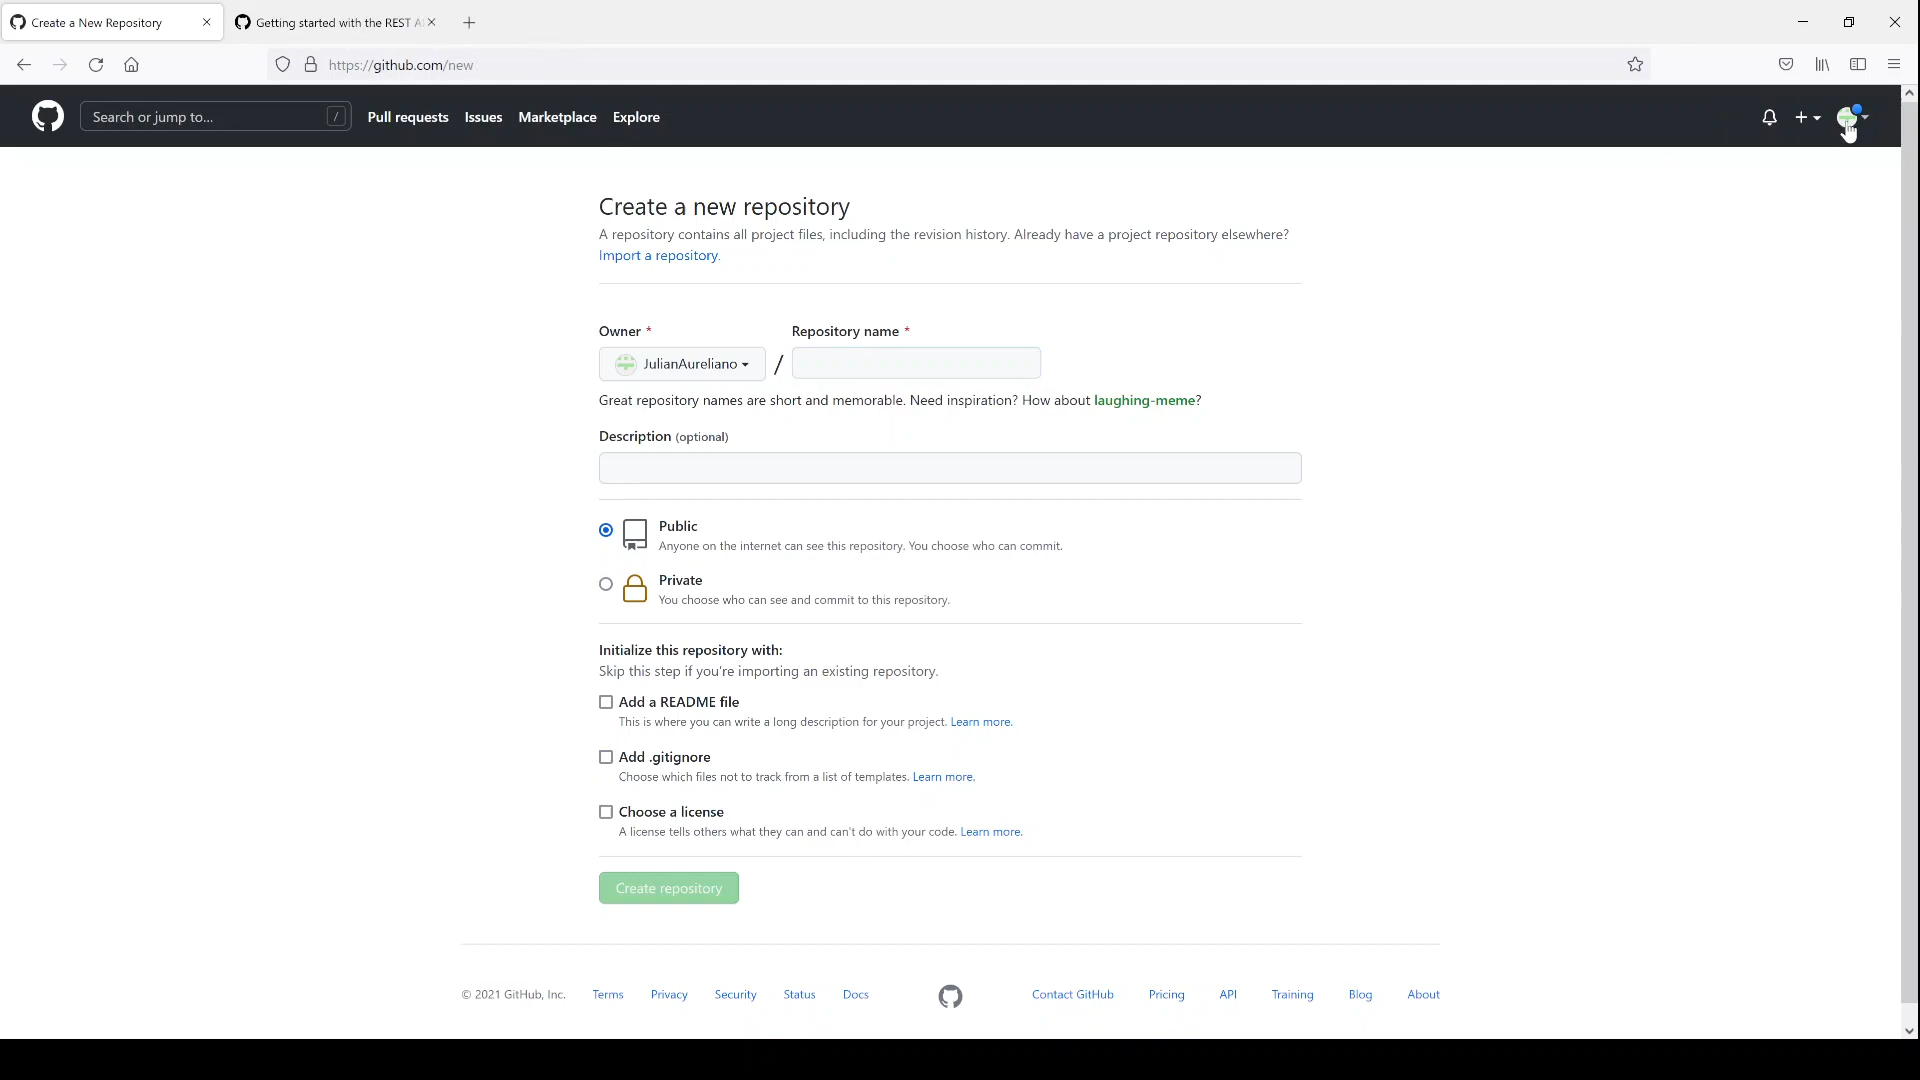 Create a New Repository
Getting started with the REST A
https://github.com/new
Search or jump to...
/
Pull requests
Issues
Marketplace
Explore
Create a new repository
A repository contains all project files, including the revision history. Already have a project repository elsewhere?
Import a repository.
Owner *
Repository name *
JulianAureliano
/
Great repository names are short and memorable. Need inspiration? How about laughing-meme?
Description (optional)
Public
Anyone on the internet can see this repository. You choose who can commit.
Private
You choose who can see and commit to this repository.
Initialize this repository with:
Skip this step if you're importing an existing repository.
Add a README file
This is where you can write a long description for your project. Learn more.
Add .gitignore
Choose which files not to track from a list of templates. Learn more.
Choose a license
A license tells others what they can and can't do with your code. Learn more.
Create repository
© 2021 GitHub, Inc.
Terms
Privacy
Security
Status
Docs
Contact GitHub
Pricing
API
Training
Blog
About